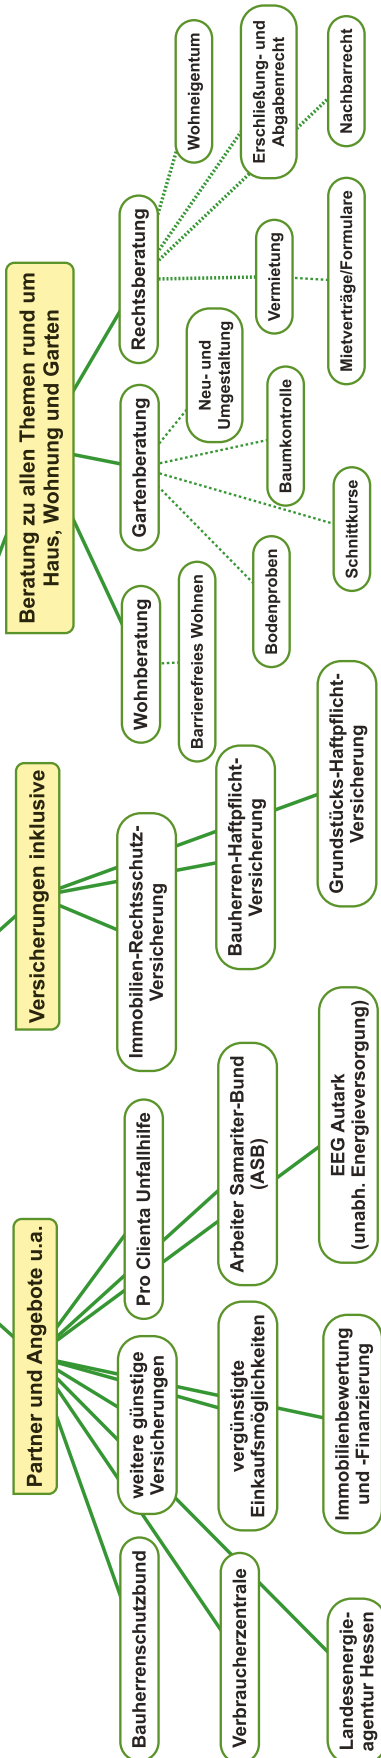 Partner und Angebote u.a.
Bauherrenschutzbund
weitere günstige
Versicherungen
Pro Clienta Unfallhilfe
Verbraucherzentrale
vergünstigte
Einkaufsmöglichkeiten
Arbeiter Samariter-Bund
(ASB)
Landesenergie-
agentur Hessen
Immobilienbewertung
und -Finanzierung
EEG Autark
(unabh. Energieversorgung)
Versicherungen inklusive
Immobilien-Rechtsschutz-
Versicherung
Bauherren-Haftpflicht-
Versicherung
Grundstücks-Haftpflicht-
Versicherung
Beratung zu allen Themen rund um
Haus, Wohnung und Garten
Wohnberatung
Barrierefreies Wohnen
Gartenberatung
Neu- und
Umgestaltung
Bodenproben
Baumkontrolle
Schnittkurse
Rechtsberatung
Wohneigentum
Vermietung
Erschließung- und
Abgabenrecht
Mietverträge/Formulare
Nachbarrecht